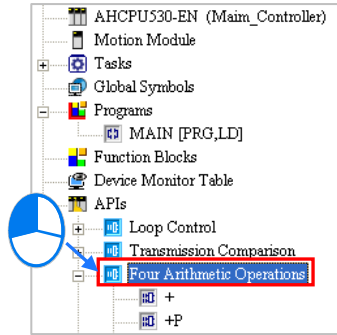 AHCPU530-EN (Maim_Controller)
Motion Module
Tasks
Global Symbols
Programs
MAIN [PRG,LD]
Function Blocks
Device Monitor Table
APIs
Loop Control
Transmission Comparison
Four Arithmetic Operations
+
+P